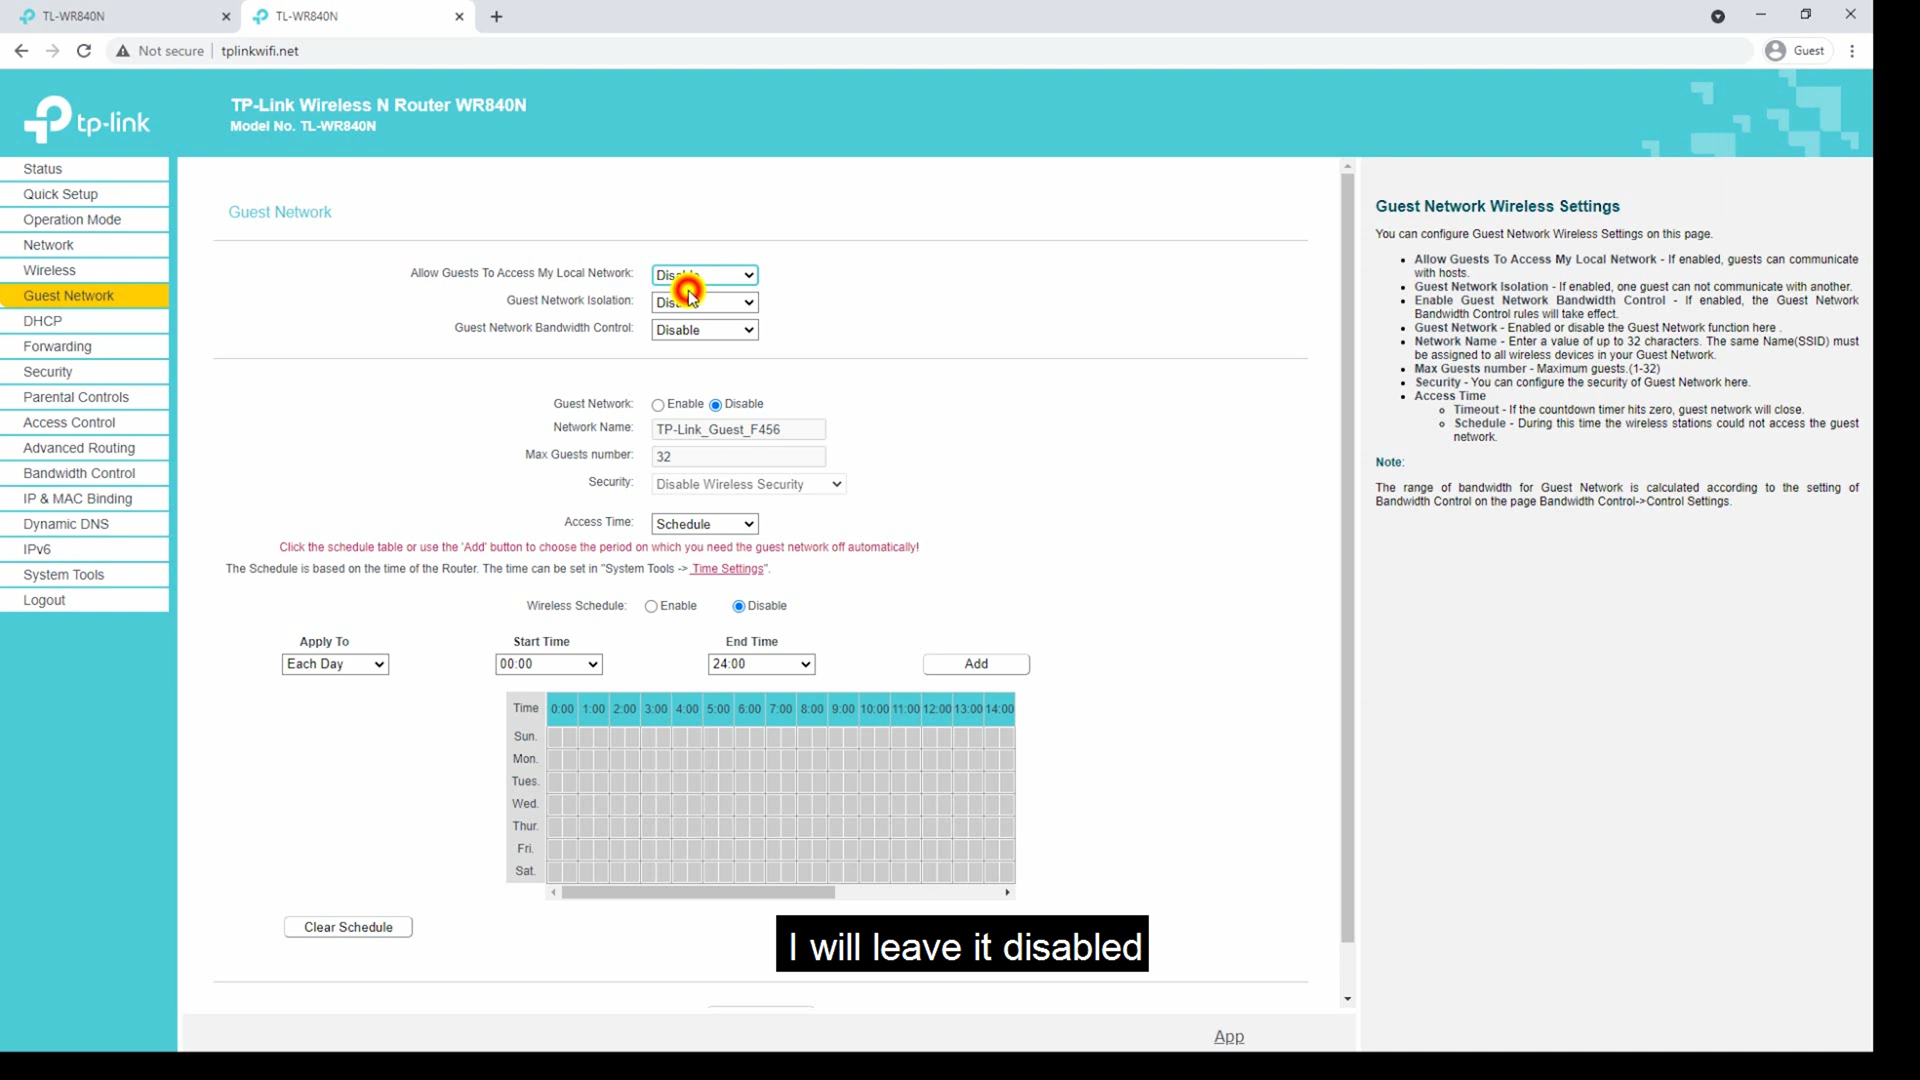 TL-WR840N
TL-WR840N
Not secure
tplinkwifi.net
Guest
tp-link
TP-Link Wireless N Router WR840N
Model No. TL-WR840N
Status
Quick Setup
Operation Mode
Network
Wireless
Guest Network
DHCP
Forwarding
Security
Parental Controls
Access Control
Advanced Routing
Bandwidth Control
IP & MAC Binding
Dynamic DNS
IPv6
System Tools
Logout
Guest Network
Allow Guests To Access My Local Network:
Guest Network Isolation:
Guest Network Bandwidth Control: Disable
Guest Network: Enable Disable
Network Name: TP-Link_Guest_F456
Max Guests number: 32
Security: Disable Wireless Security
Access Time: Schedule
Click the schedule table or use the 'Add' button to choose the period on which you need the guest network off automatically!
The Schedule is based on the time of the Router. The time can be set in "System Tools -> Time Settings".
Wireless Schedule: Enable Disable
Apply To Start Time End Time
Each Day 00:00 24:00 Add
Time 0:00 1:00 2:00 3:00 4:00 5:00 6:00 7:00 8:00 9:00 10:00 11:00 12:00 13:00 14:00
Sun.
Mon.
Tues.
Wed.
Thur.
Fri.
Sat.
Clear Schedule
I will leave it disabled
App
Guest Network Wireless Settings
You can configure Guest Network Wireless Settings on this page.
Allow Guests To Access My Local Network - If enabled, guests can communicate
with hosts.
Guest Network Isolation - If enabled, one guest can not communicate with another.
Enable Guest Network Bandwidth Control - If enabled, the Guest Network
Bandwidth Control rules will take effect.
Guest Network - Enabled or disable the Guest Network function here .
Network Name - Enter a value of up to 32 characters. The same Name(SSID) must
be assigned to all wireless devices in your Guest Network.
Max Guests number - Maximum guests.(1-32)
Security - You can configure the security of Guest Network here.
Access Time
Timeout - If the countdown timer hits zero, guest network will close.
Schedule - During this time the wireless stations could not access the guest
network.
Note:
The range of bandwidth for Guest Network is calculated according to the setting of
Bandwidth Control on the page Bandwidth Control->Control Settings.